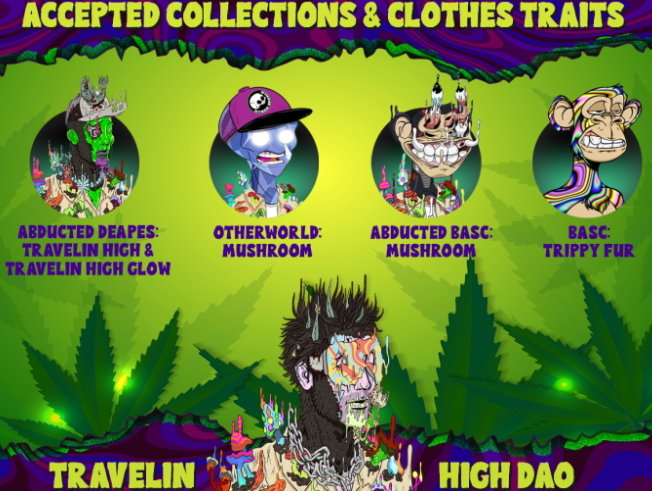 ACCEPTED COLLECTIONS & CLOTHES TRAITS
ABDUCTED DEAPES:
TRAVELIN HIGH &
TRAVELIN HIGH GLOW
OTHERWORLD:
MUSHROOM
ABDUCTED BASC:
MUSHROOM
BASC:
TRIPPY FUR
TRAVELIN HIGH DAO